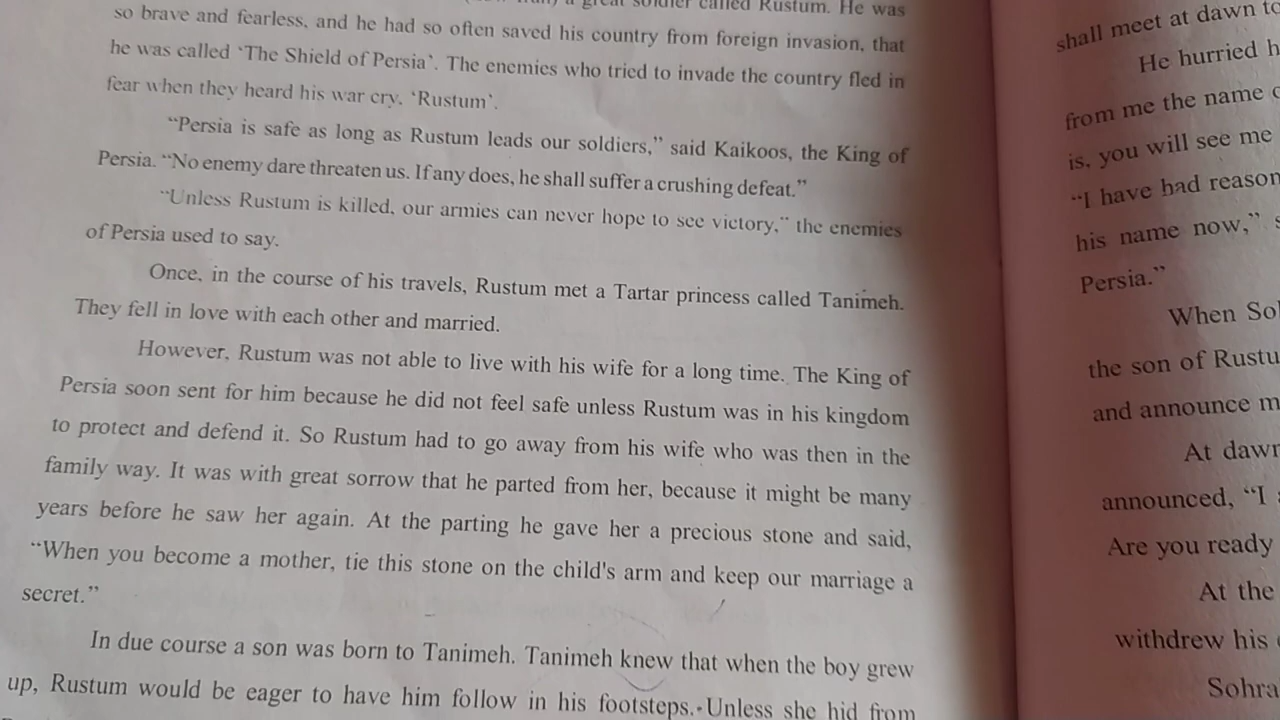 a great soldier called Rustum. He was
so brave and fearless, and he had so often saved his country from foreign invasion, that
he was called 'The Shield of Persia'. The enemies who tried to invade the country fled in
fear when they heard his war cry. 'Rustum'.
"Persia is safe as long as Rustum leads our soldiers," said Kaikoos, the King of
Persia. "No enemy dare threaten us. If any does, he shall suffer a crushing defeat."
"Unless Rustum is killed, our armies can never hope to see victory," the enemies
of Persia used to say.
Once, in the course of his travels, Rustum met a Tartar princess called Tanimeh.
They fell in love with each other and married.
However, Rustum was not able to live with his wife for a long time. The King of
Persia soon sent for him because he did not feel safe unless Rustum was in his kingdom
to protect and defend it. So Rustum had to go away from his wife who was then in the
family way. It was with great sorrow that he parted from her, because it might be many
years before he saw her again. At the parting he gave her a precious stone and said,
"When you become a mother, tie this stone on the child's arm and keep our marriage a
secret."
In due course a son was born to Tanimeh. Tanimeh knew that when the boy grew
up, Rustum would be eager to have him follow in his footsteps. Unless she hid from
shall meet at dawn to
He hurried h
from me the name
is, you will see me
"I have had reason
his name now,"
Persia."
When So
the son of Rustu
and announce m
At dawn
announced, "I
Are you ready
At the
withdrew his
Sohra